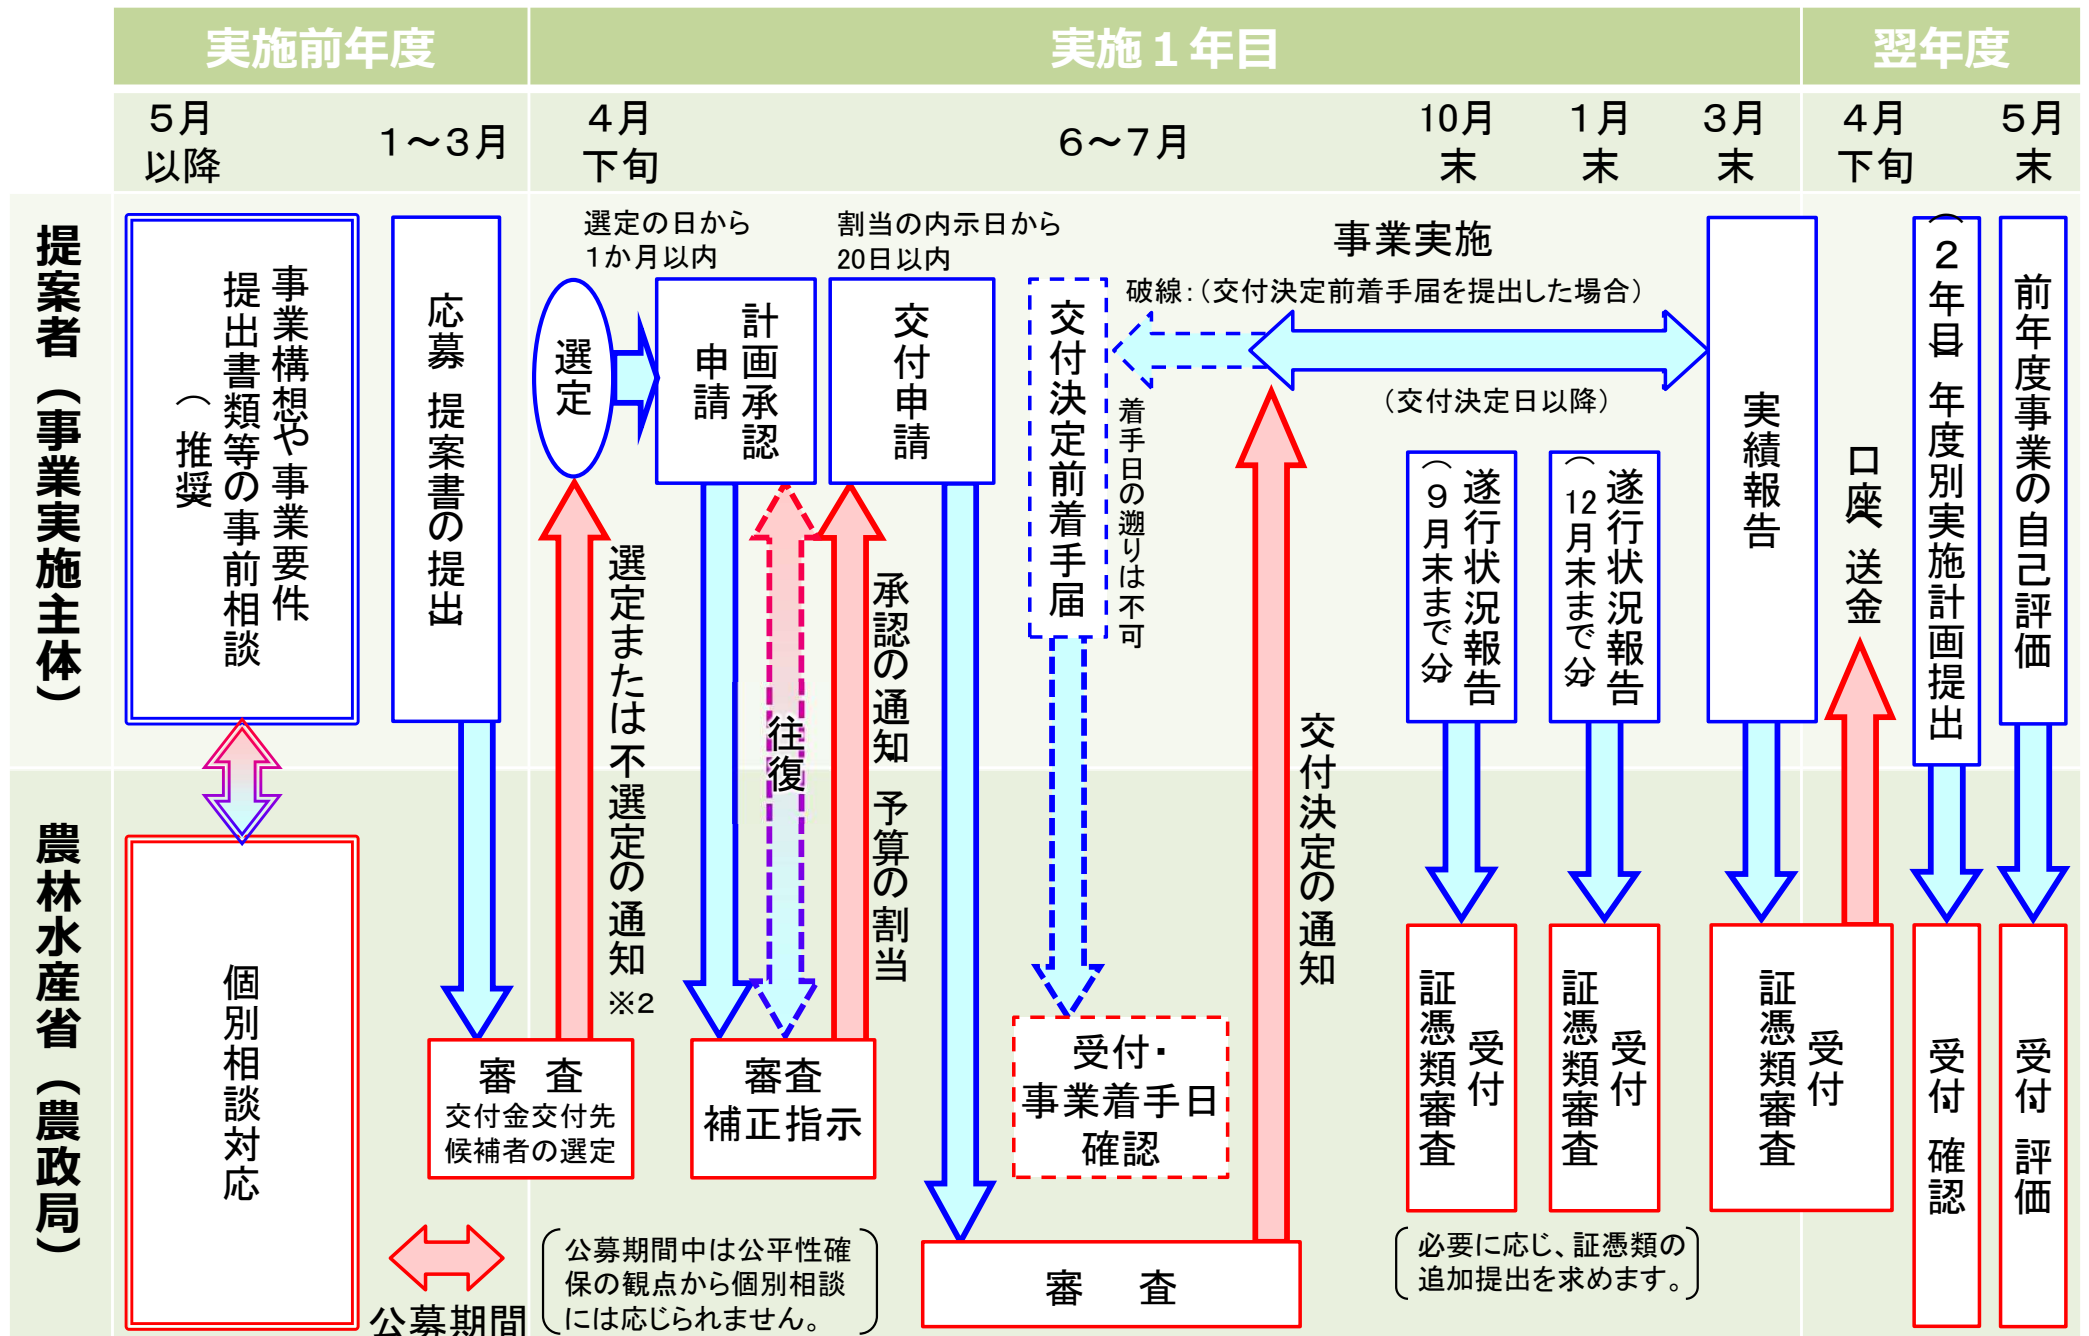 実施前年度
実施1年目
翌年度
5月
以降
1～3月
4月
下旬
6～7月
10月
末
1月
末
3月
末
4月
下旬
5月
末
提案者（事業実施主体）
事業構想や事業要件、
提出書類等の事前相談
（推奨）
応募（提案書の提出）
選定の日から
1か月以内
選定
計画承認
申請
割当の内示日から
20日以内
交付申請
交付決定前着手届
着手日の遡りは不可
事業実施
破線：（交付決定前着手届を提出した場合）
（交付決定日以降）
遂行状況報告
（9月末まで分）
遂行状況報告
（12月末まで分）
実績報告
口座へ送金
（2年目）年度別実施計画提出
前年度事業の自己評価
選定または不選定の通知
※2
往復
承認の通知・予算の割当
交付決定の通知
農林水産省（農政局）
個別相談対応
審　査
交付金交付先
候補者の選定
審査
補正指示
受付・
事業着手日
確認
審　査
受付
証憑類審査
受付
証憑類審査
受付
証憑類審査
受付・確認
受付・評価
公募期間
公募期間中は公平性確
保の観点から個別相談
には応じられません。
必要に応じ、証憑類の
追加提出を求めます。